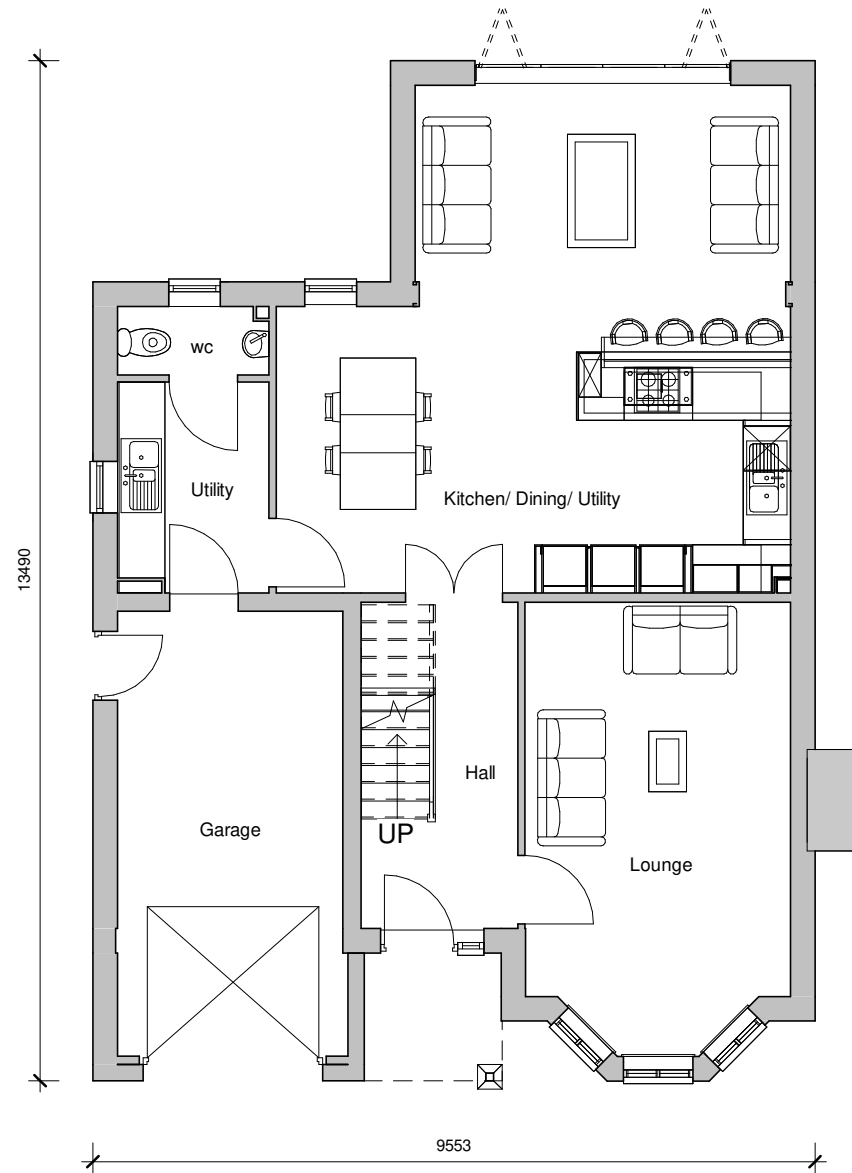 wc
Utility
Kitchen/ Dining/ Utility
13490
Hall
Garage
UP
Lounge
9553